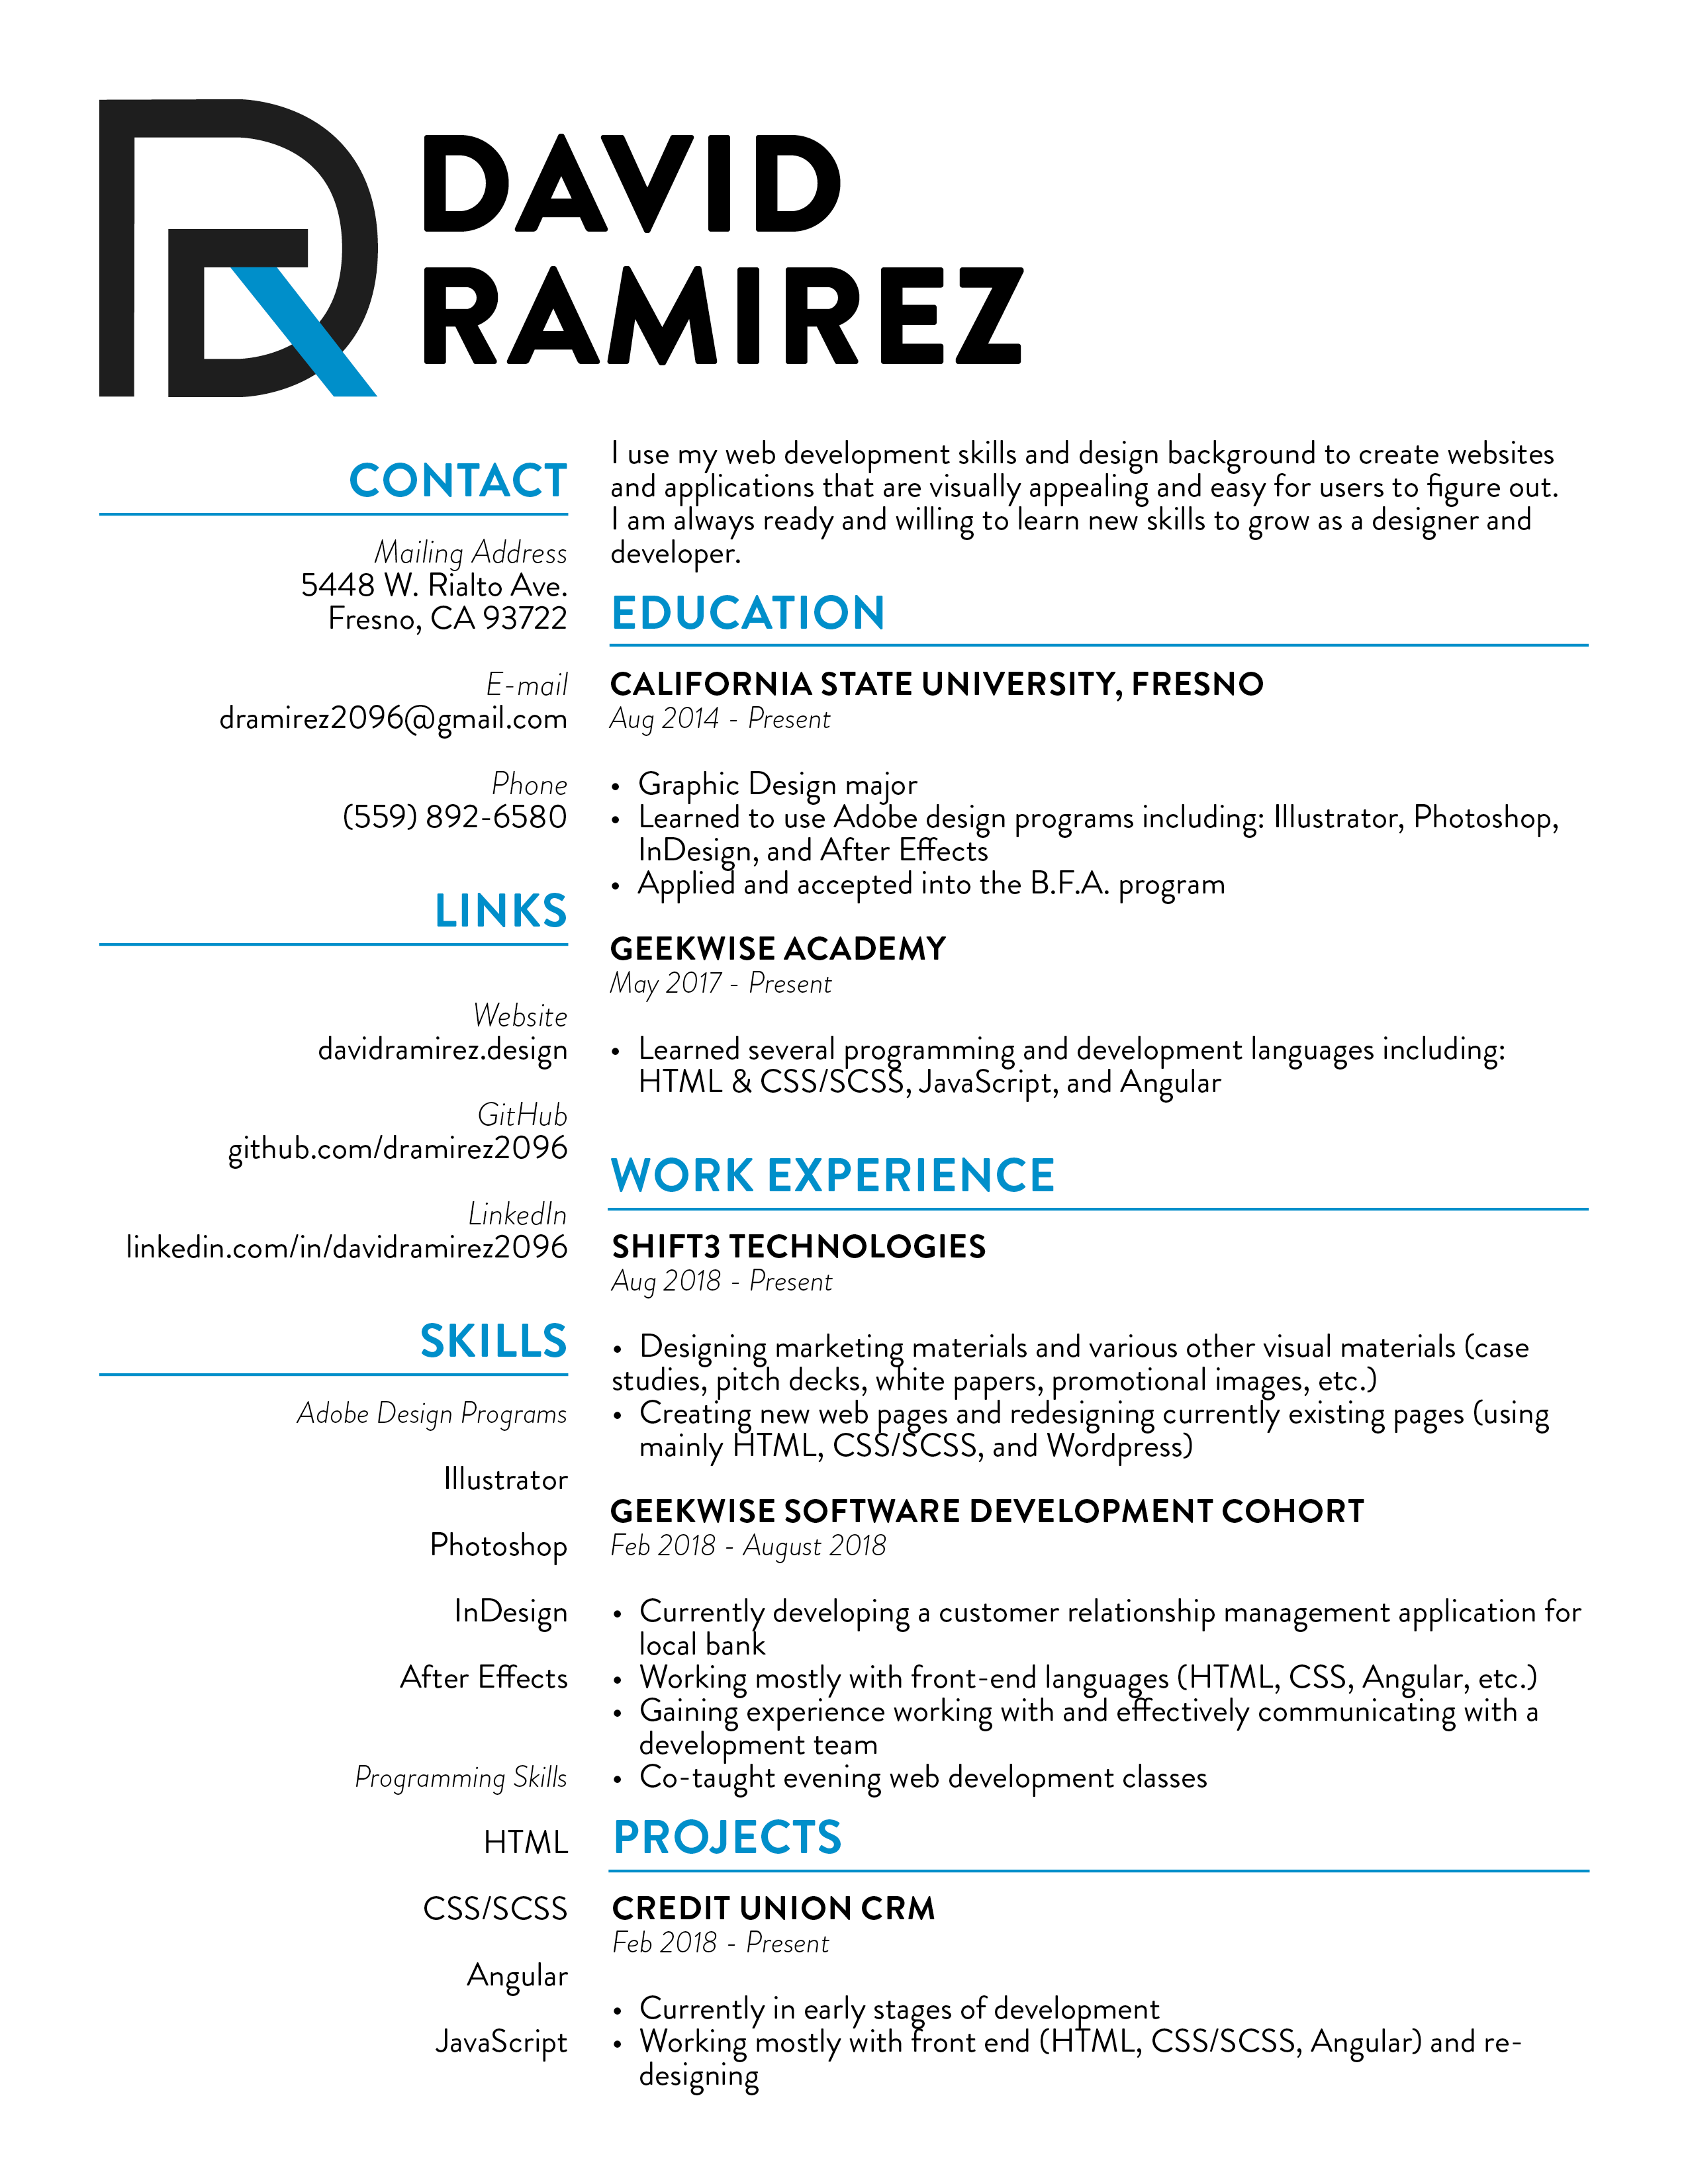 DAVID
RAMIREZ
CONTACT
Mailing Address
5448 W. Rialto Ave.
Fresno, CA 93722
E-mail
dramirez2096@gmail.com
Phone
(559) 892-6580
LINKS
Website
davidramirez.design
GitHub
github.com/dramirez2096
LinkedIn
linkedin.com/in/davidramirez2096
SKILLS
Adobe Design Programs
Illustrator
Photoshop
InDesign
After Effects
Programming Skills
HTML
CSS/SCSS
Angular
JavaScript
I use my web development skills and design background to create websites
and applications that are visually appealing and easy for users to figure out.
I am always ready and willing to learn new skills to grow as a designer and
developer.
EDUCATION
CALIFORNIA STATE UNIVERSITY, FRESNO
Aug 2014 - Present
• Graphic Design major
• Learned to use Adobe design programs including: Illustrator, Photoshop,
InDesign, and After Effects
• Applied and accepted into the B.F.A. program
GEEKWISE ACADEMY
May 2017 - Present
• Learned several programming and development languages including:
HTML & CSS/SCSS, JavaScript, and Angular
WORK EXPERIENCE
SHIFT3 TECHNOLOGIES
Aug 2018 - Present
• Designing marketing materials and various other visual materials (case
studies, pitch decks, white papers, promotional images, etc.)
• Creating new web pages and redesigning currently existing pages (using
mainly HTML, CSS/SCSS, and Wordpress)
GEEKWISE SOFTWARE DEVELOPMENT COHORT
Feb 2018 - August 2018
• Currently developing a customer relationship management application for
local bank
• Working mostly with front-end languages (HTML, CSS, Angular, etc.)
• Gaining experience working with and effectively communicating with a
development team
• Co-taught evening web development classes
PROJECTS
CREDIT UNION CRM
Feb 2018 - Present
• Currently in early stages of development
• Working mostly with front end (HTML, CSS/SCSS, Angular) and re-
designing